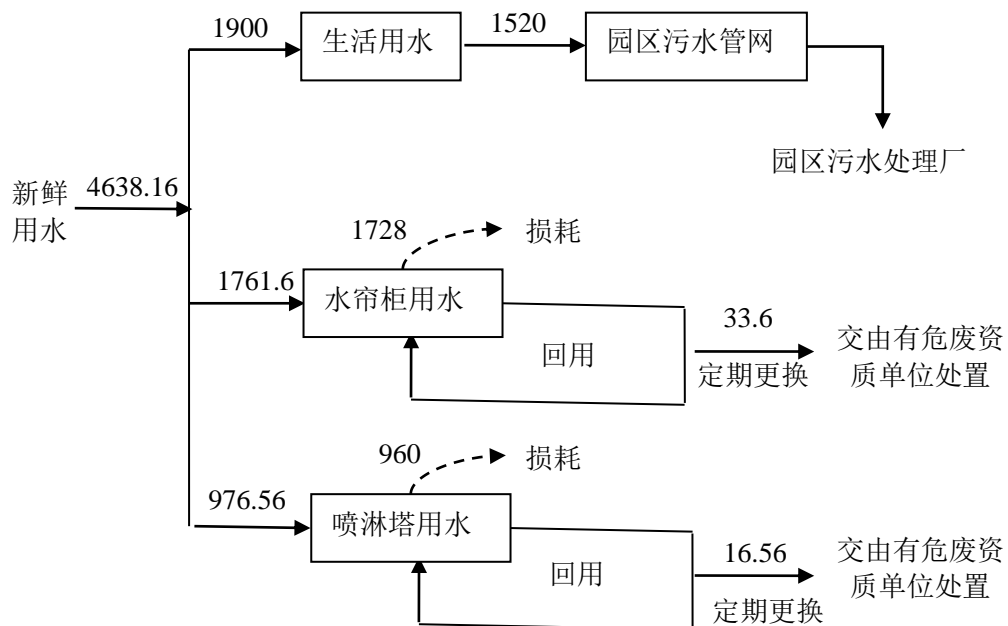 1900
生活用水
1520
园区污水管网
园区污水处理厂
新鲜
用水
4638.16
1728
损耗
1761.6
水帘柜用水
回用
33.6
定期更换
交由有危废资
质单位处置
960
损耗
976.56
喷淋塔用水
回用
16.56
定期更换
交由有危废资
质单位处置